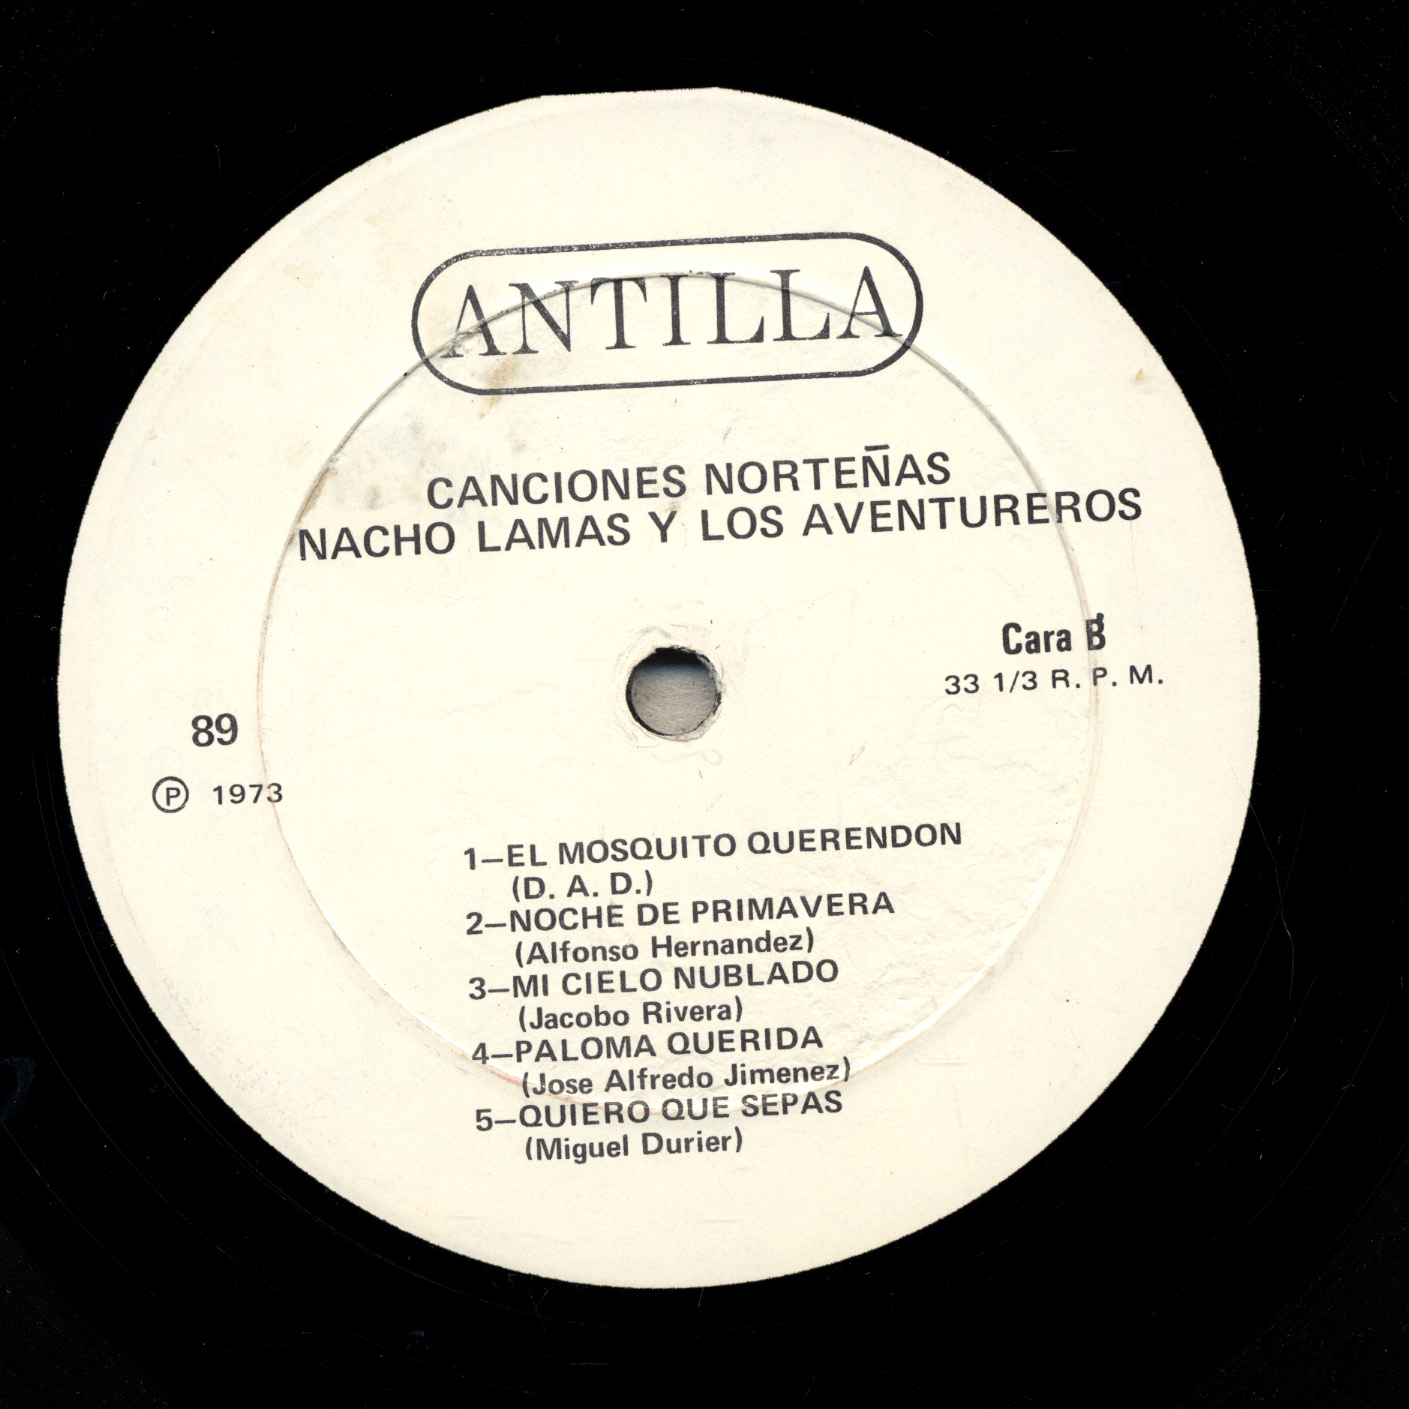 ANTILLA
CANCIONES NORTEÑAS
NACHO LAMAS Y LOS AVENTUREROS
Cara B
33 1/3 R. P. M.
89
Ⓟ 1973
1—EL MOSQUITO QUERENDON
(D. A. D.)
2—NOCHE DE PRIMAVERA
(Alfonso Hernandez)
3—MI CIELO NUBLADO
(Jacobo Rivera)
4—PALOMA QUERIDA
(Jose Alfredo Jimenez)
5—QUIERO QUE SEPAS
(Miguel Durier)